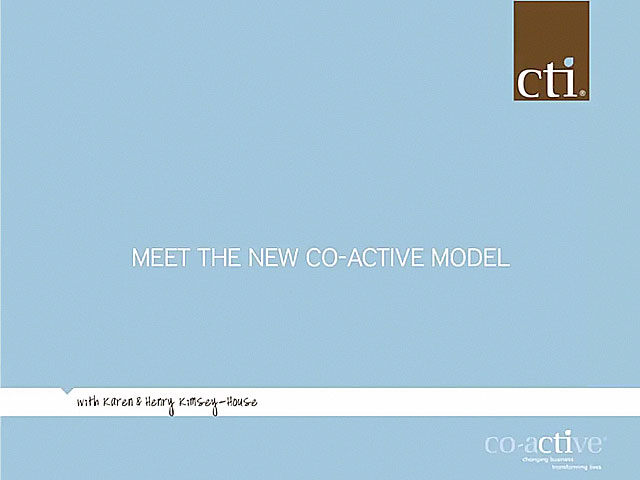 cti®
MEET THE NEW CO-ACTIVE MODEL
with Karen & Henry Kimsey-House
co-active®
changing business
transforming lives